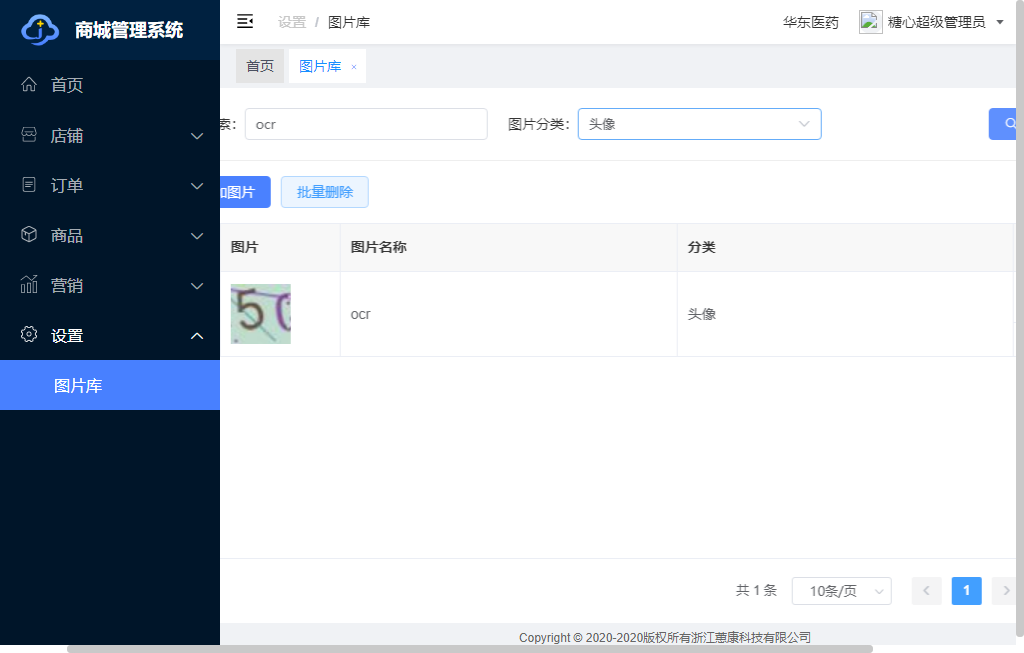 商城管理系统
设置 / 图片库
华东医药
糖心超级管理员
首页
店铺
订单
商品
营销
设置
图片库
首页
图片库 ×
索: ocr
图片分类: 头像
加图片
批量删除
图片 图片名称 分类
50
ocr 头像
共 1 条 10条/页 1
Copyright © 2020-2020版权所有浙江蕙康科技有限公司